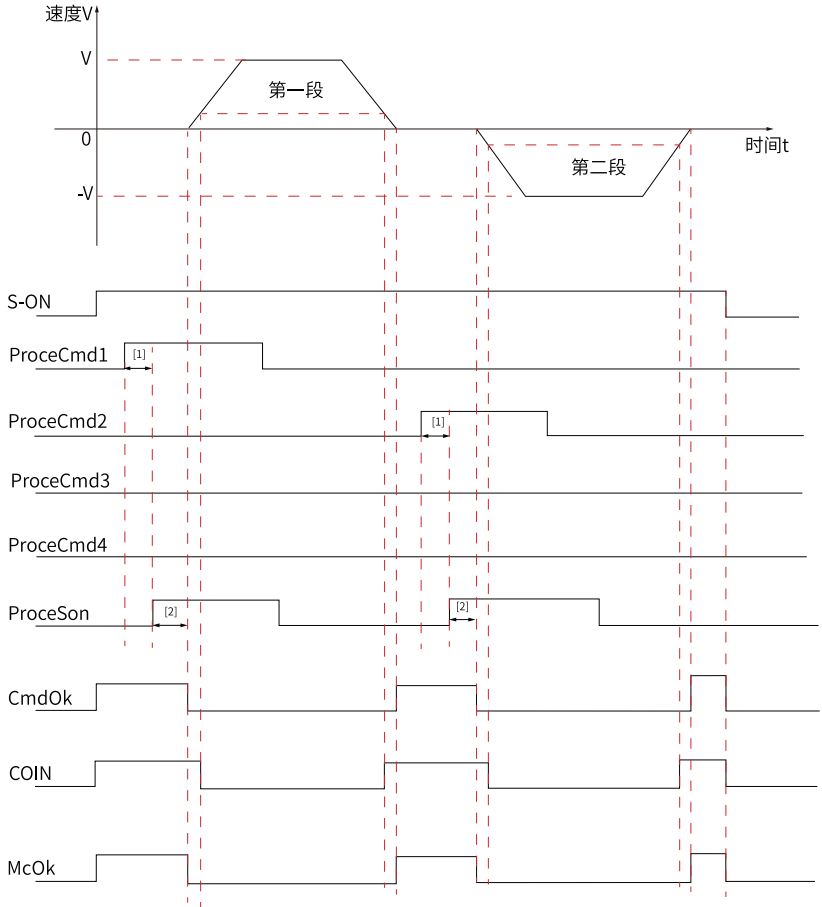 速度V
V
第一段
0
时间t
第二段
-V
S-ON
ProceCmd1
[1]
ProceCmd2
[1]
ProceCmd3
ProceCmd4
ProceSon
[2]
[2]
CmdOk
COIN
McOk